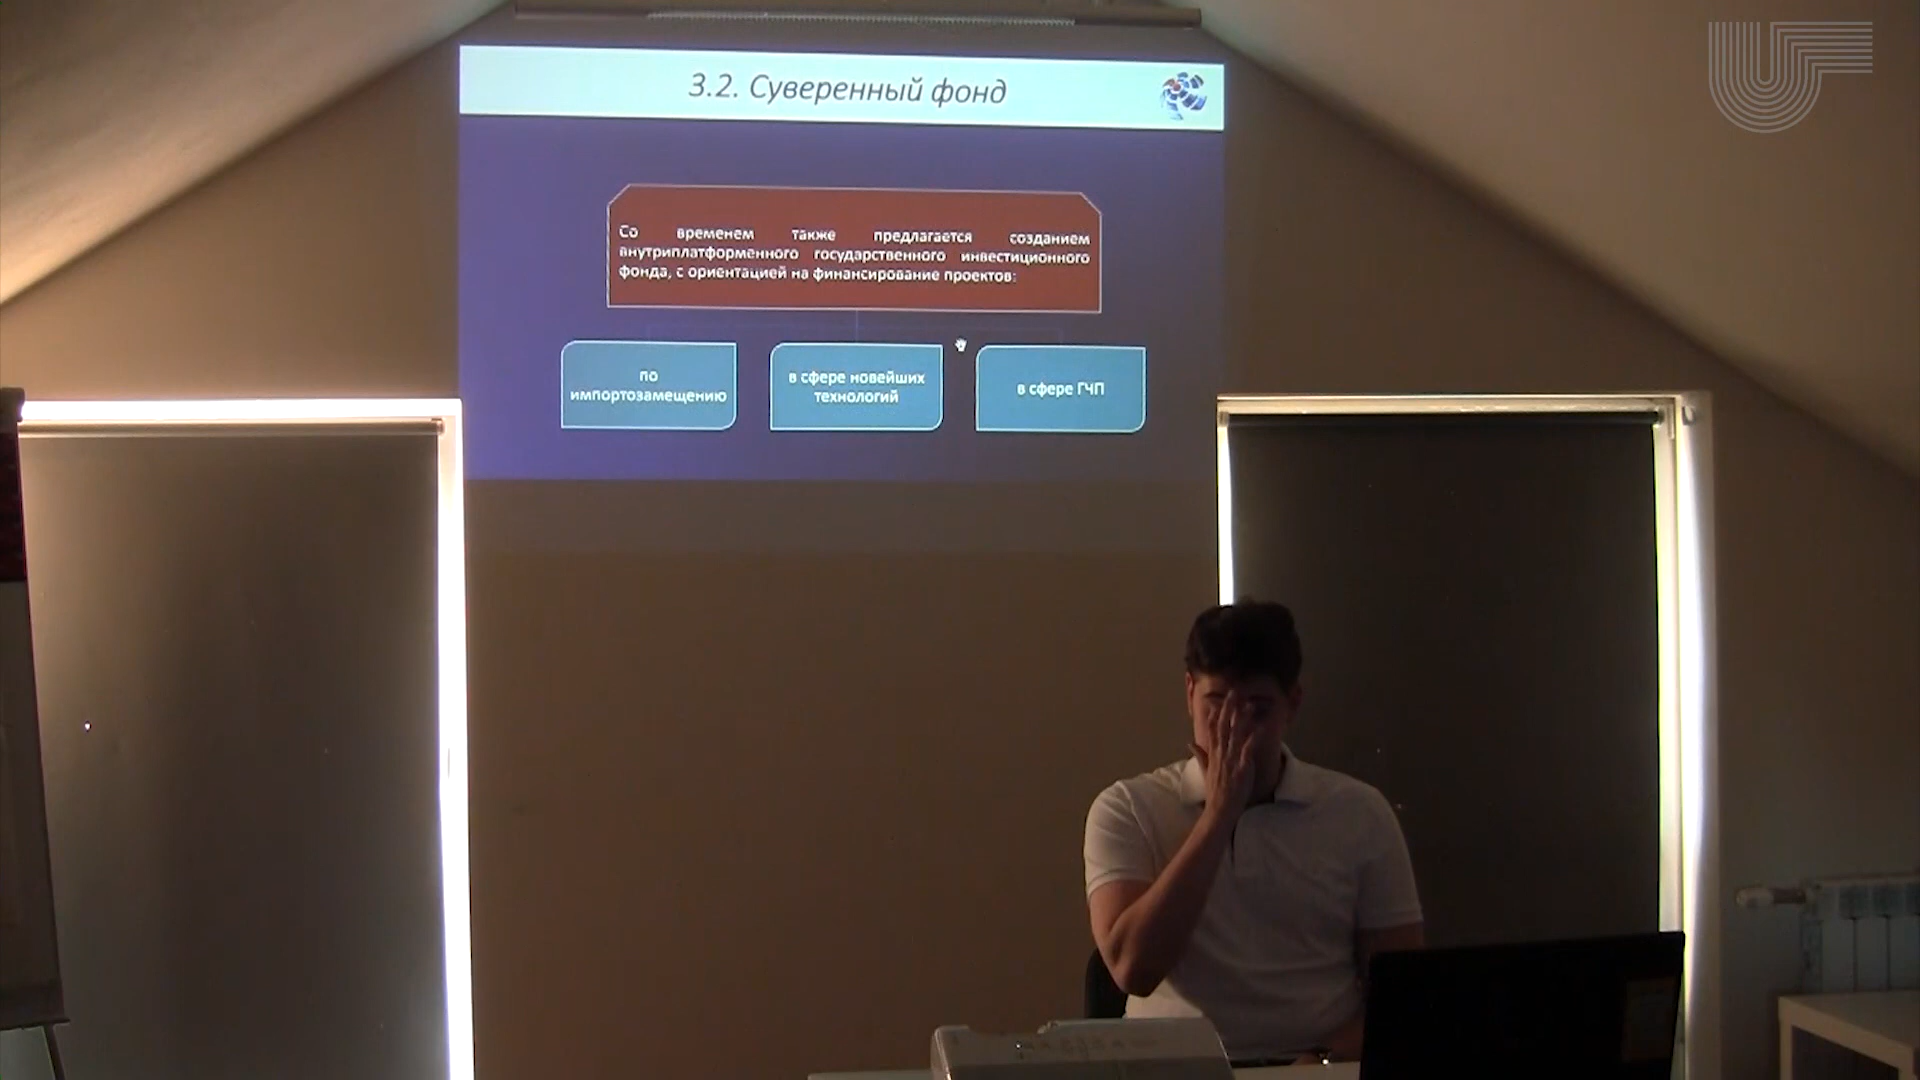 3.2. Суверенный фонд
Со временем также предлагается созданием
внутриплатформенного государственного инвестиционного
фонда, с ориентацией на финансирование проектов:
по
импортозамещению
в сфере новейших
технологий
в сфере ГЧП